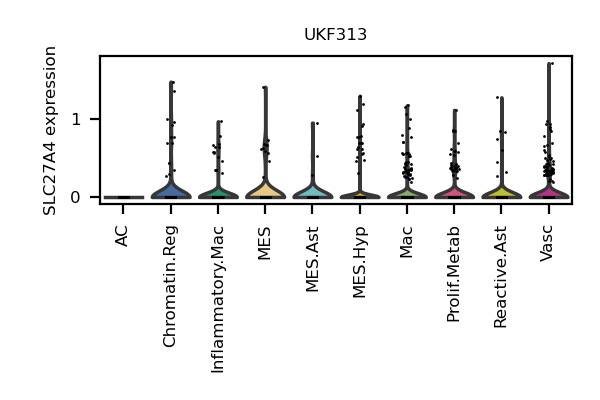 UKF313
SLC27A4 expression
1
0
AC
Chromatin.Reg
Inflammatory.Mac
MES
MES.Ast
MES.Hyp
Mac
Prolif.Metab
Reactive.Ast
Vasc